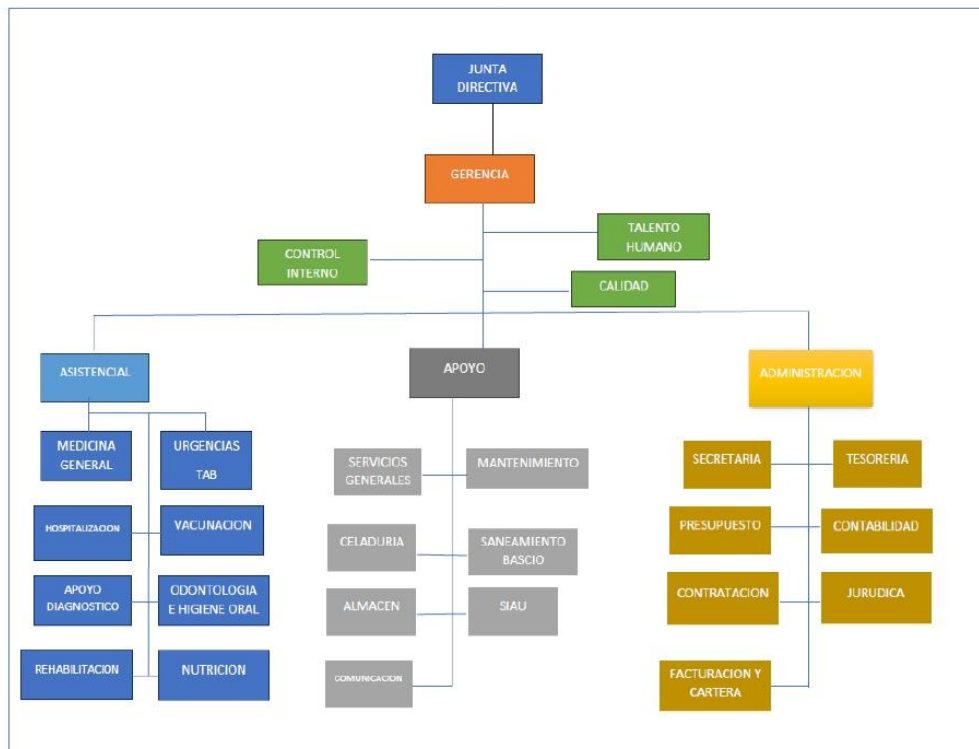 JUNTA
DIRECTIVA
GERENCIA
TALENTO
HUMANO
CONTROL
INTERNO
CALIDAD
ASISTENCIAL
APOYO
ADMINISTRACION
MEDICINA
GENERAL
URGENCIAS
TAB
HOSPITALIZACION
VACUNACION
APOYO
DIAGNOSTICO
ODONTOLOGIA
E HIGIENE ORAL
REHABILITACION
NUTRICION
SERVICIOS
GENERALES
MANTENIMIENTO
CELADURIA
SANEAMIENTO
BASCIO
ALMACEN
SIAU
COMUNICACION
SECRETARIA
TESORERIA
PRESUPUESTO
CONTABILIDAD
CONTRATACION
JURUDICA
FACTURACION Y
CARTERA